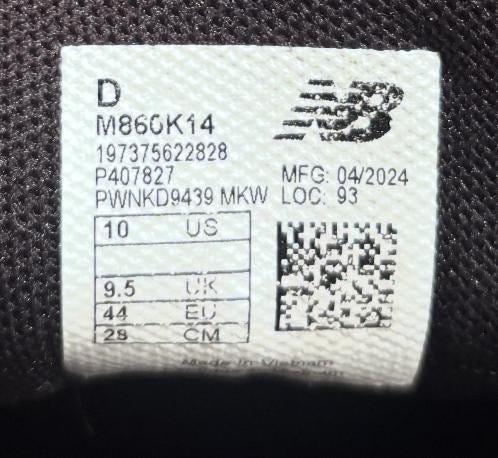 D
NB
M860K14
197375622828
P407827 MFG: 04/2024
PWNKD9439 MKW LOC: 93
10 US
9.5 UK
44 EU
28 CM
Made in Vietnam